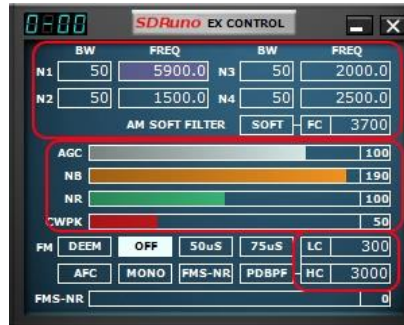 0-00 SDRuno EX CONTROL
BW FREQ BW FREQ
N1 50 5900.0 N3 50 2000.0
N2 50 1500.0 N4 50 2500.0
AM SOFT FILTER SOFT FC 3700
AGC 100
NB 190
NR 100
CWPK 50
FM DEEM OFF 50uS 75uS LC 300
AFC MONO FMS-NR PDBPF HC 3000
FMS-NR 0